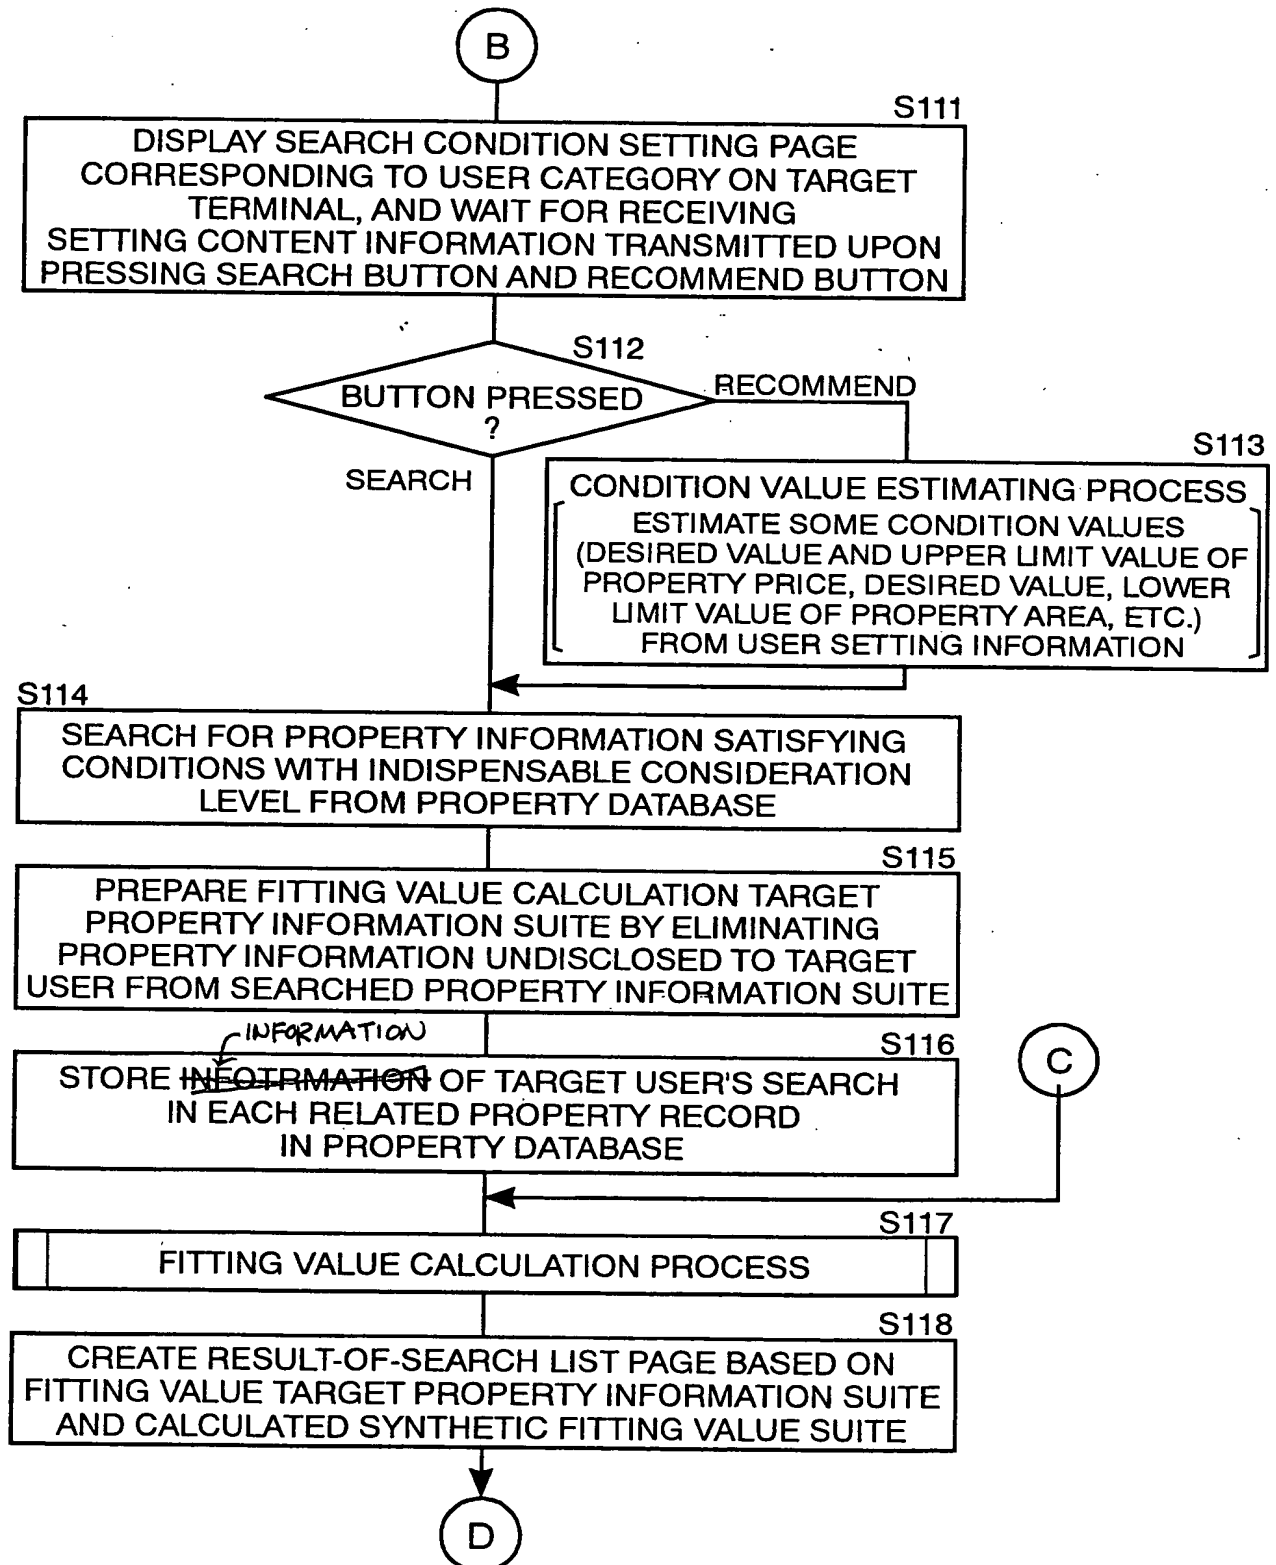 B
S111
DISPLAY SEARCH CONDITION SETTING PAGE
CORRESPONDING TO USER CATEGORY ON TARGET
TERMINAL, AND WAIT FOR RECEIVING
SETTING CONTENT INFORMATION TRANSMITTED UPON
PRESSING SEARCH BUTTON AND RECOMMEND BUTTON
S112
BUTTON PRESSED
?
RECOMMEND
SEARCH
S113
CONDITION VALUE ESTIMATING PROCESS
ESTIMATE SOME CONDITION VALUES
(DESIRED VALUE AND UPPER LIMIT VALUE OF
PROPERTY PRICE, DESIRED VALUE, LOWER
LIMIT VALUE OF PROPERTY AREA, ETC.)
FROM USER SETTING INFORMATION
S114
SEARCH FOR PROPERTY INFORMATION SATISFYING
CONDITIONS WITH INDISPENSABLE CONSIDERATION
LEVEL FROM PROPERTY DATABASE
S115
PREPARE FITTING VALUE CALCULATION TARGET
PROPERTY INFORMATION SUITE BY ELIMINATING
PROPERTY INFORMATION UNDISCLOSED TO TARGET
USER FROM SEARCHED PROPERTY INFORMATION SUITE
INFORMATION
S116
STORE INFOTRMATION OF TARGET USER'S SEARCH
IN EACH RELATED PROPERTY RECORD
IN PROPERTY DATABASE
C
S117
FITTING VALUE CALCULATION PROCESS
S118
CREATE RESULT-OF-SEARCH LIST PAGE BASED ON
FITTING VALUE TARGET PROPERTY INFORMATION SUITE
AND CALCULATED SYNTHETIC FITTING VALUE SUITE
D